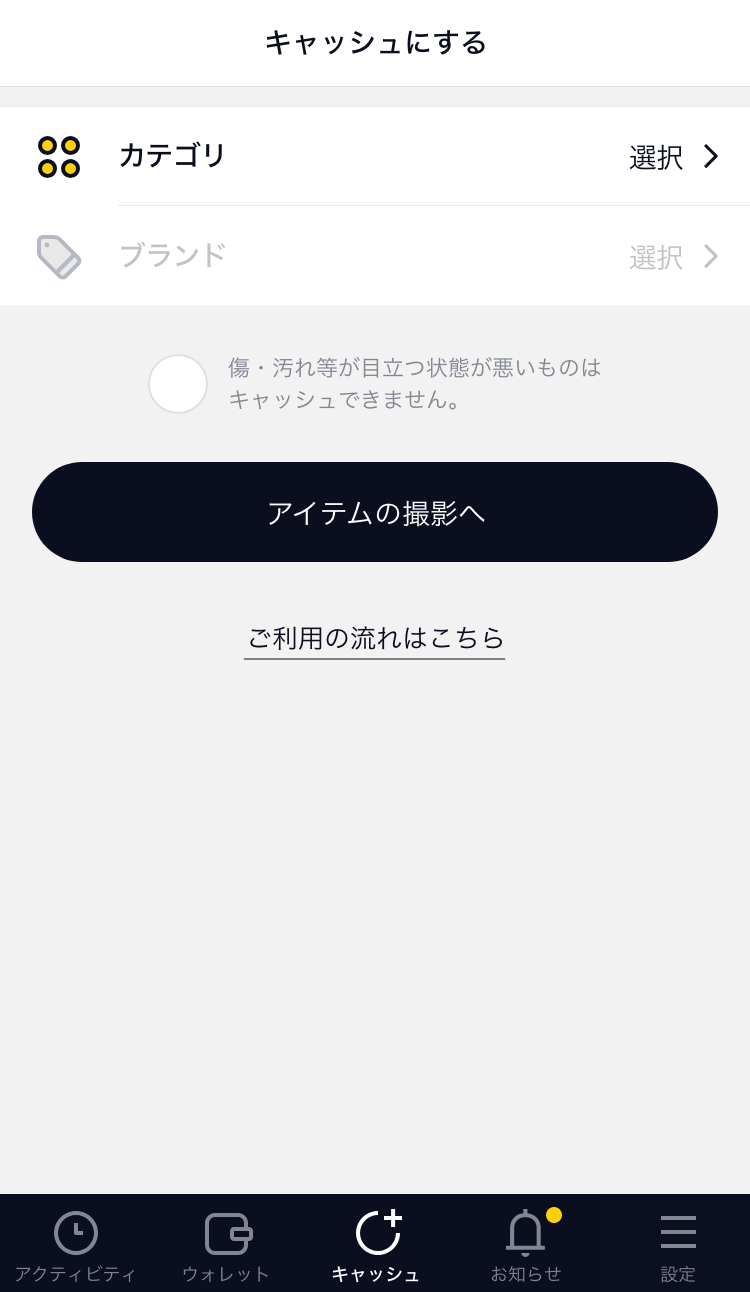 キャッシュにする
カテゴリ 選択
ブランド 選択
傷・汚れ等が目立つ状態が悪いものは
キャッシュできません。
アイテムの撮影へ
ご利用の流れはこちら
アクティビティ ウォレット キャッシュ お知らせ 設定